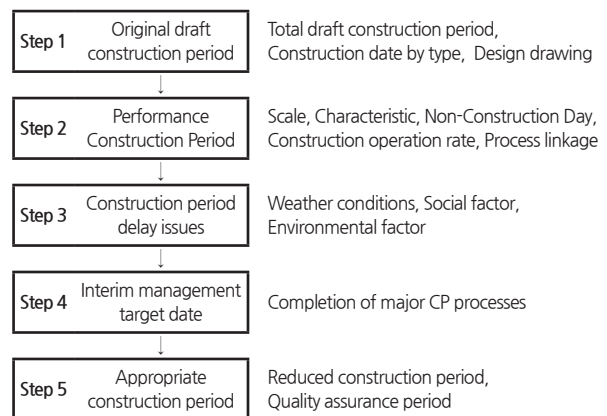 Step 1
Original draft
construction period
Total draft construction period,
Construction date by type, Design drawing
Step 2
Performance
Construction Period
Scale, Characteristic, Non-Construction Day,
Construction operation rate, Process linkage
Step 3
Construction period
delay issues
Weather conditions, Social factor,
Environmental factor
Step 4
Interim management
target date
Completion of major CP processes
Step 5
Appropriate
construction period
Reduced construction period,
Quality assurance period